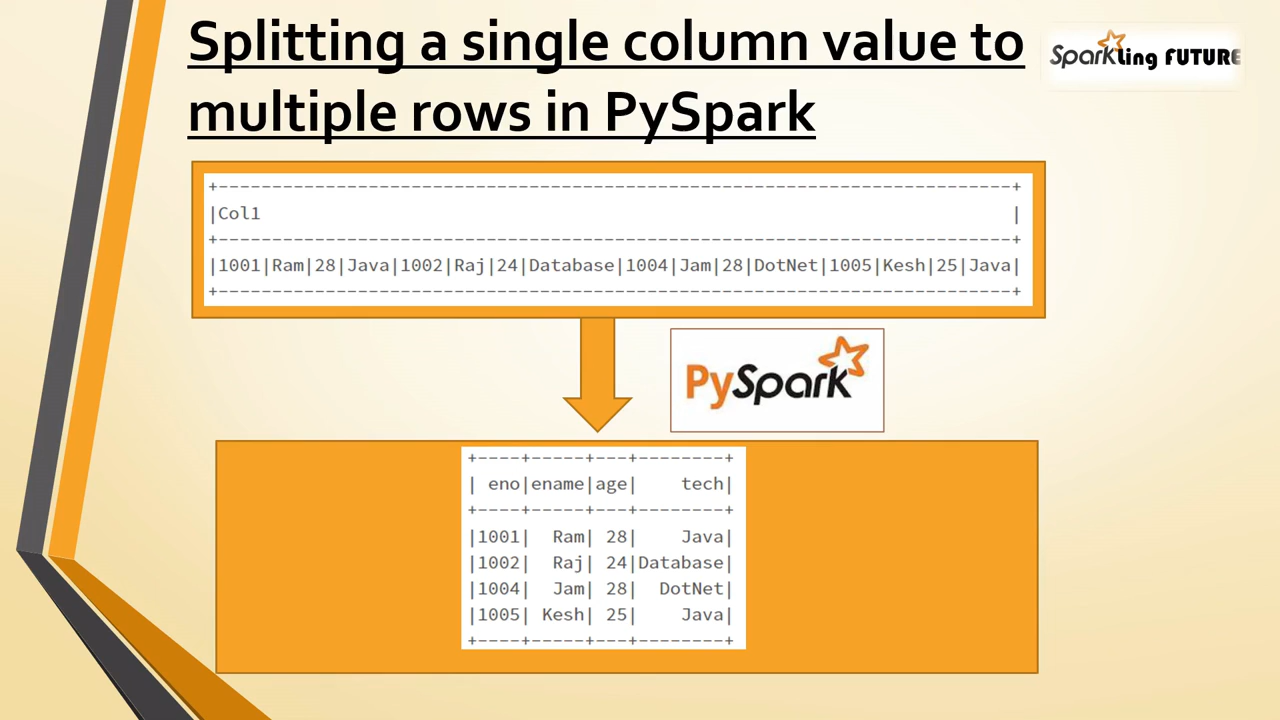 Splitting a single column value to
multiple rows in PySpark
Sparkling FUTURE
+--------------------------------------------------------------------------+
|Col1                                                                      |
+--------------------------------------------------------------------------+
|1001|Ram|28|Java|1002|Raj|24|Database|1004|Jam|28|DotNet|1005|Kesh|25|Java|
+--------------------------------------------------------------------------+
PySpark
+----+-----+---+--------+
| eno|ename|age|    tech|
+----+-----+---+--------+
|1001|  Ram| 28|    Java|
|1002|  Raj| 24|Database|
|1004|  Jam| 28|  DotNet|
|1005| Kesh| 25|    Java|
+----+-----+---+--------+